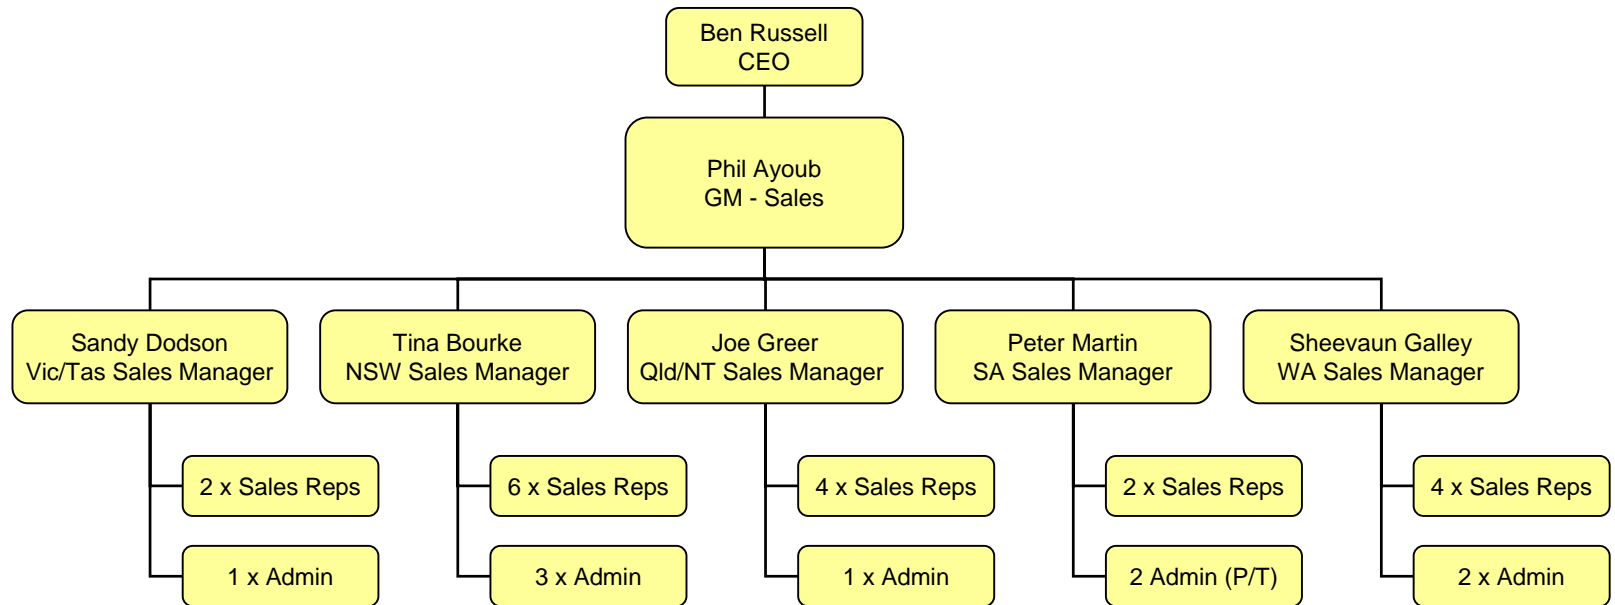 Ben Russell
CEO
Phil Ayoub
GM - Sales
Sandy Dodson
Vic/Tas Sales Manager
Tina Bourke
NSW Sales Manager
Joe Greer
Qld/NT Sales Manager
Peter Martin
SA Sales Manager
Sheevaun Galley
WA Sales Manager
2 x Sales Reps
6 x Sales Reps
4 x Sales Reps
2 x Sales Reps
4 x Sales Reps
1 x Admin
3 x Admin
1 x Admin
2 Admin (P/T)
2 x Admin